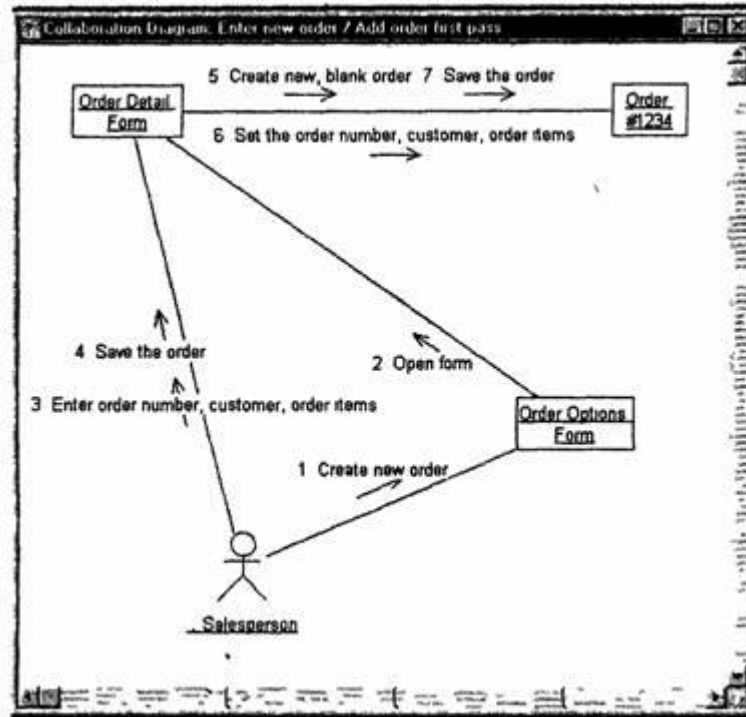 Collaboration Diagram: Enter new order / Add order first pass
5 Create new, blank order 7 Save the order
Order Detail
Form
Order
#1234
6 Set the order number, customer, order items
4 Save the order
2 Open form
3 Enter order number, customer, order items
Order Options
Form
1 Create new order
Salesperson